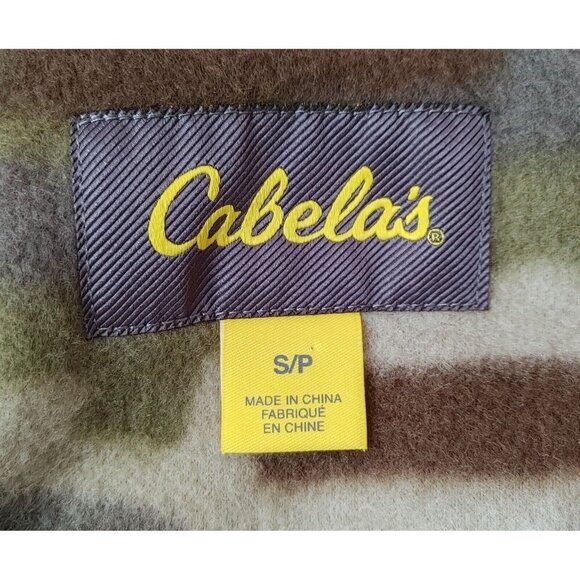 Cabela's®
S/P
MADE IN CHINA
FABRIQUÉ
EN CHINE